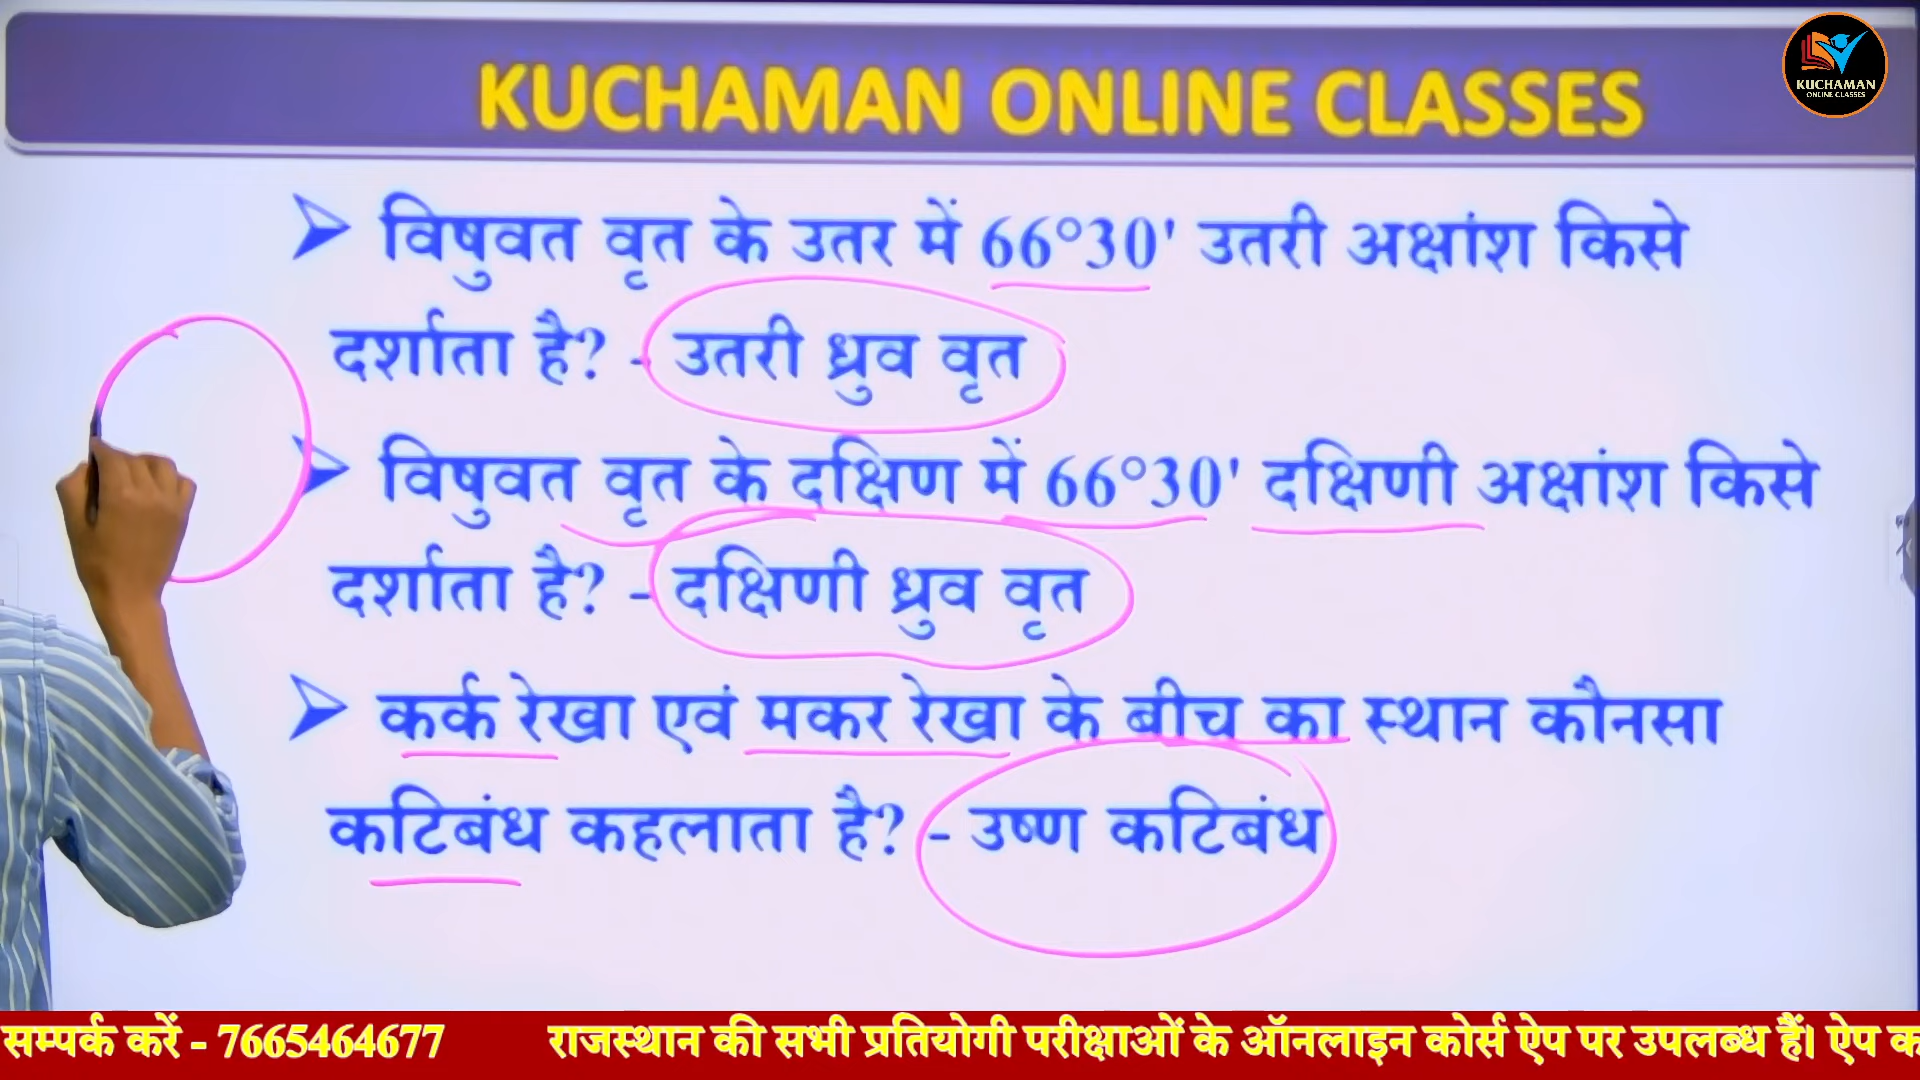 KUCHAMAN ONLINE CLASSES
KUCHAMAN
ONLINE CLASSES
विषुवत वृत के उतर में 66°30' उतरी अक्षांश किसे
दर्शाता है? - उतरी ध्रुव वृत
विषुवत वृत के दक्षिण में 66°30' दक्षिणी अक्षांश किसे
दर्शाता है? - दक्षिणी ध्रुव वृत
कर्क रेखा एवं मकर रेखा के बीच का स्थान कौनसा
कटिबंध कहलाता है? - उष्ण कटिबंध
सम्पर्क करें - 7665464677 राजस्थान की सभी प्रतियोगी परीक्षाओं के ऑनलाइन कोर्स ऐप पर उपलब्ध हैं। ऐप क